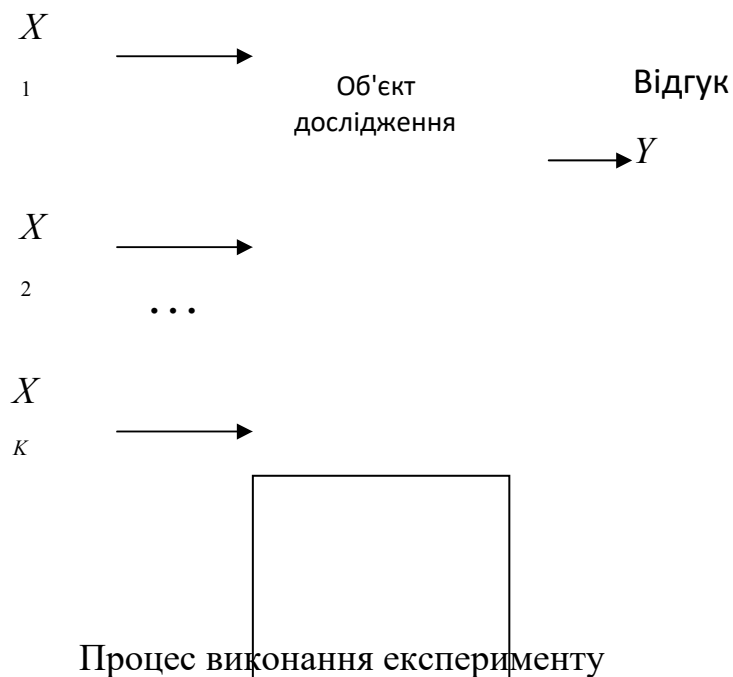 X
1
Об'єкт
дослідження
Відгук
Y
X
2
...
X
K
Процес виконання експерименту